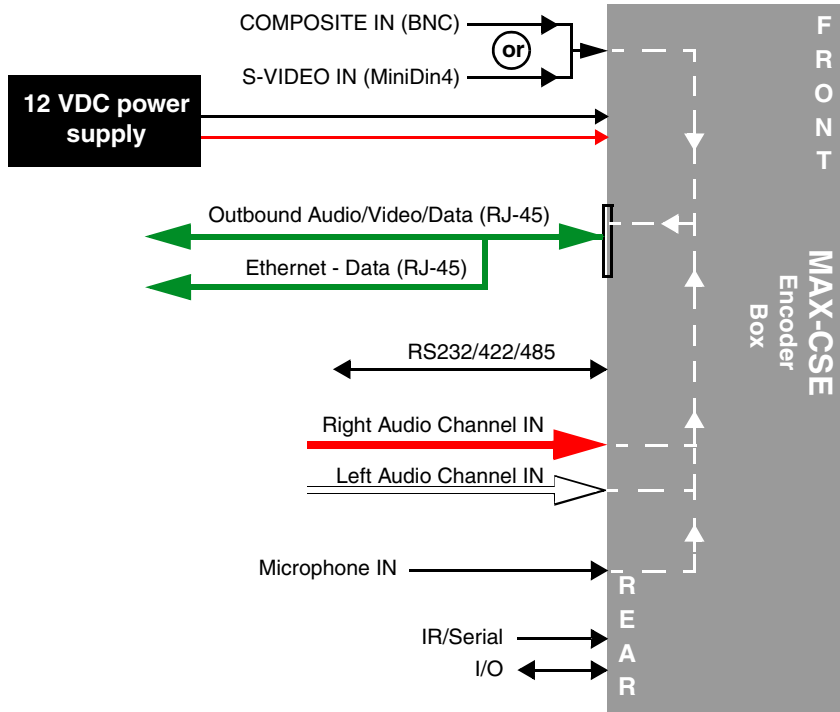 COMPOSITE IN (BNC)
or
S-VIDEO IN (MiniDin4)
12 VDC power
supply
Outbound Audio/Video/Data (RJ-45)
Ethernet - Data (RJ-45)
RS232/422/485
Right Audio Channel IN
Left Audio Channel IN
Microphone IN
IR/Serial
I/O
FRONT
MAX-CSE
Encoder
Box
REAR